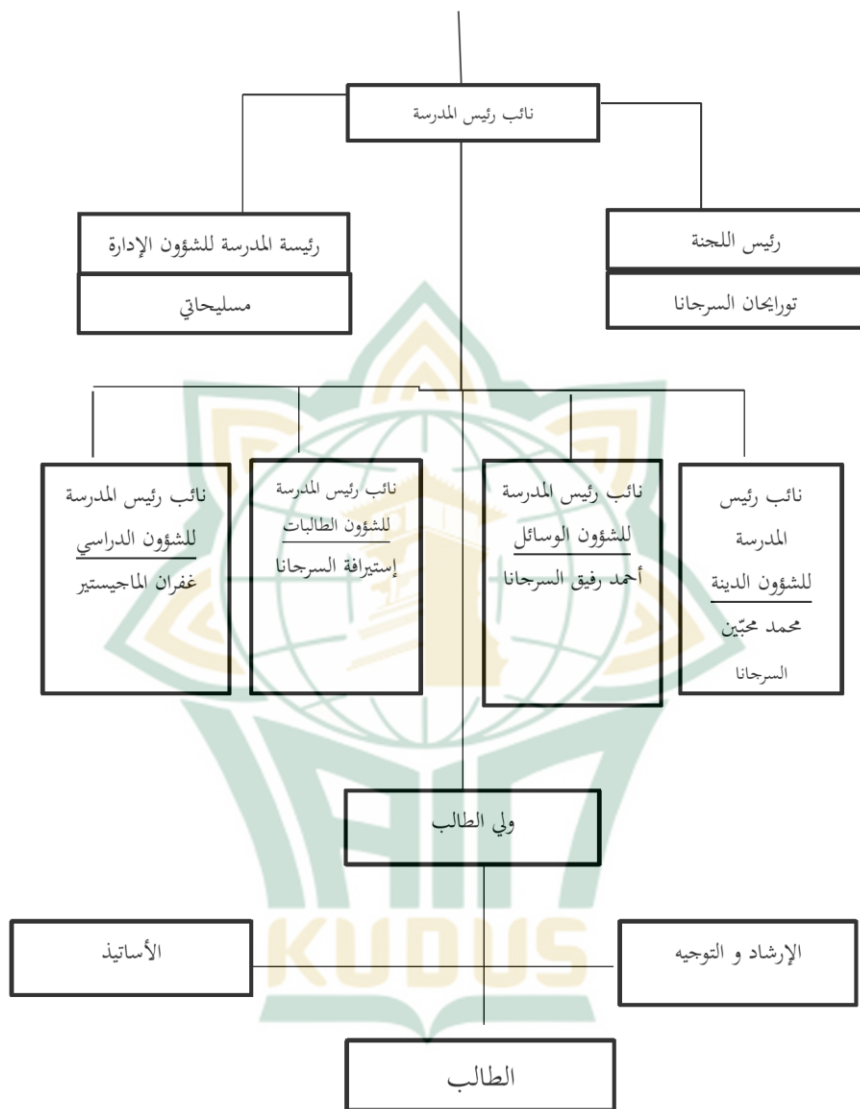 نائب رئيس المدرسة
رئيس اللجنة
تورايحان السرجانا
رئيسة المدرسة للشؤون الإدارة
مسليحاتي
نائب رئيس
المدرسة
للشؤون الدينة
محمد محبّين
السرجانا
نائب رئيس المدرسة
للشؤون الوسائل
أحمد رفيق السرجانا
نائب رئيس المدرسة
للشؤون الطالبات
إستيرافة السرجانا
نائب رئيس المدرسة
للشؤون الدراسي
غفران الماجيستير
ولي الطالب
الإرشاد و التوجيه
الأساتيذ
الطالب
IAIN
KUDUS